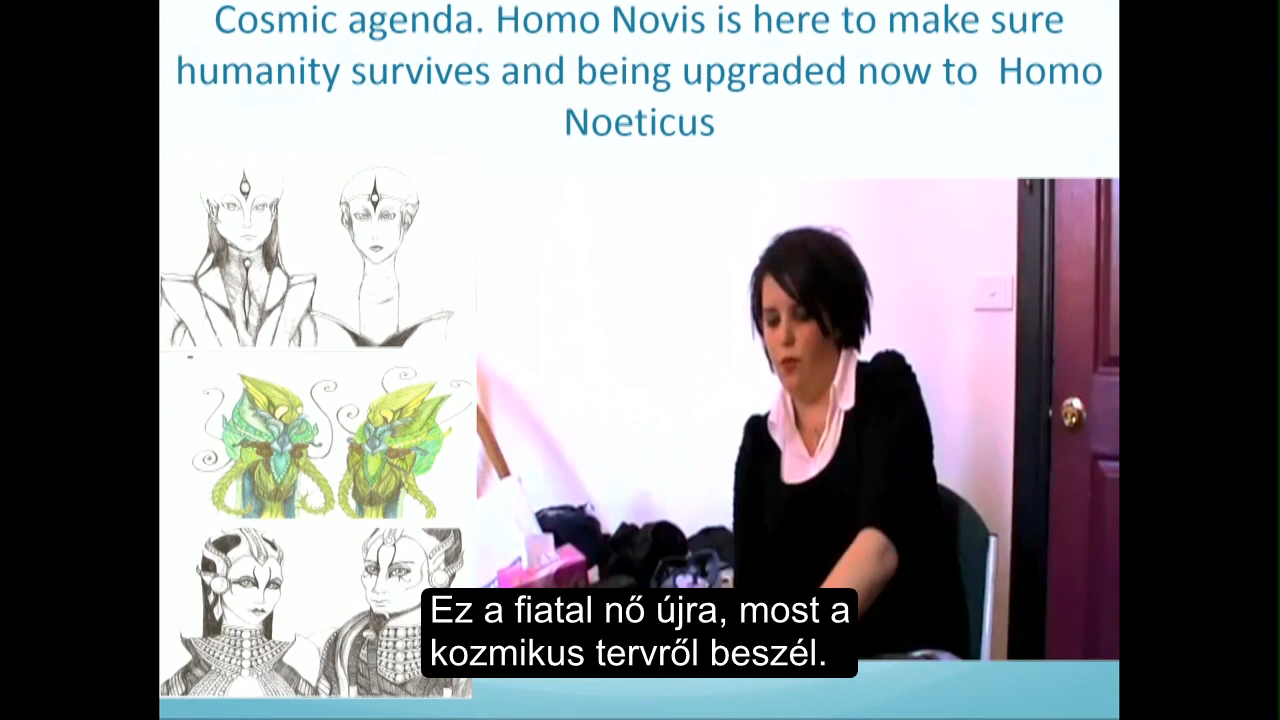 Cosmic agenda. Homo Novis is here to make sure
humanity survives and being upgraded now to Homo
Noeticus
Ez a fiatal nő újra, most a
kozmikus tervről beszél.